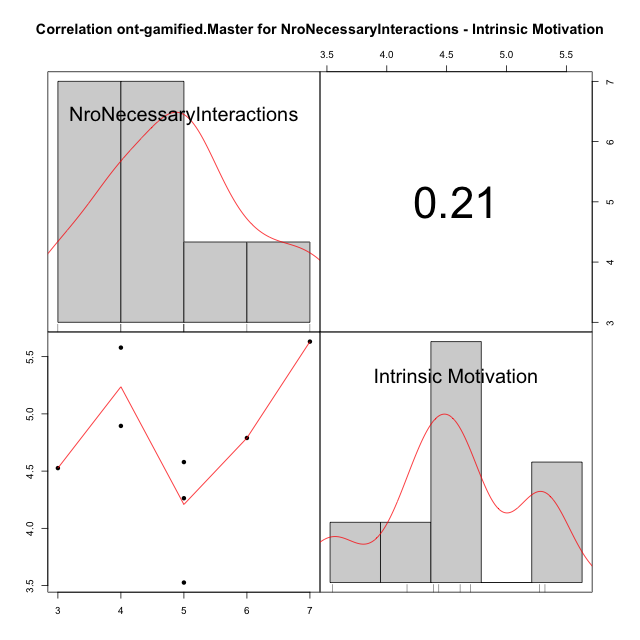 Correlation ont-gamified.Master for NroNecessaryInteractions - Intrinsic Motivation
3.5 4.0 4.5 5.0 5.5
NroNecessaryInteractions
0.21
7
6
5
4
3
5.5
5.0
4.5
4.0
3.5
Intrinsic Motivation
3 4 5 6 7